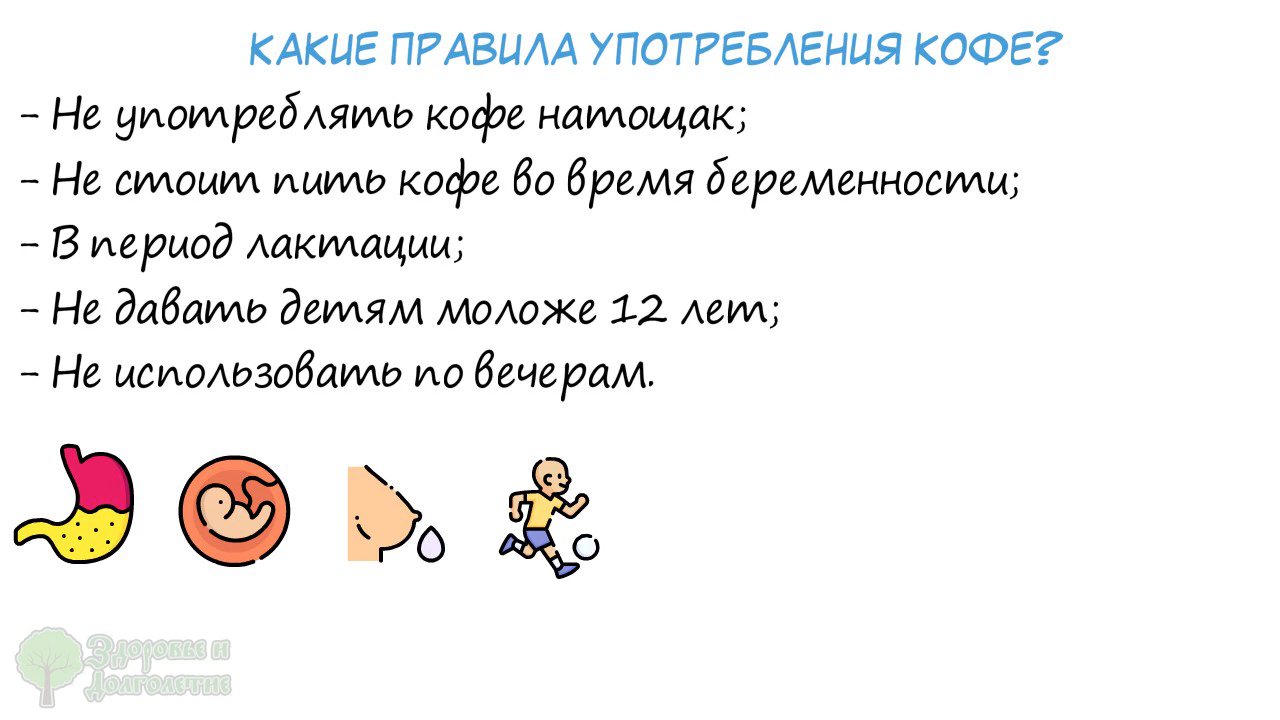 КАКИЕ ПРАВИЛА УПОТРЕБЛЕНИЯ КОФЕ?
- Не употреблять кофе натощак;
- Не стоит пить кофе во время беременности;
- В период лактации;
- Не давать детям моложе 12 лет;
- Не использовать по вечерам.
Здоровье и
Долголетие